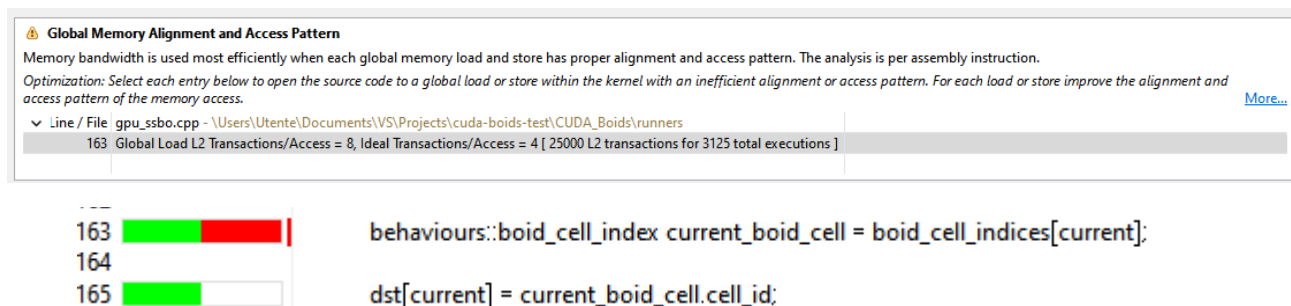 Global Memory Alignment and Access Pattern
Memory bandwidth is used most efficiently when each global memory load and store has proper alignment and access pattern. The analysis is per assembly instruction.
Optimization: Select each entry below to open the source code to a global load or store within the kernel with an inefficient alignment or access pattern. For each load or store improve the alignment and
access pattern of the memory access.
More...
Line / File gpu_ssbo.cpp - \Users\Utente\Documents\VS\Projects\cuda-boids-test\CUDA_Boids\runners
163 Global Load L2 Transactions/Access = 8, Ideal Transactions/Access = 4 [ 25000 L2 transactions for 3125 total executions ]
163 behaviours::boid_cell_index current_boid_cell = boid_cell_indices[current];
164
165 dst[current] = current_boid_cell.cell_id;